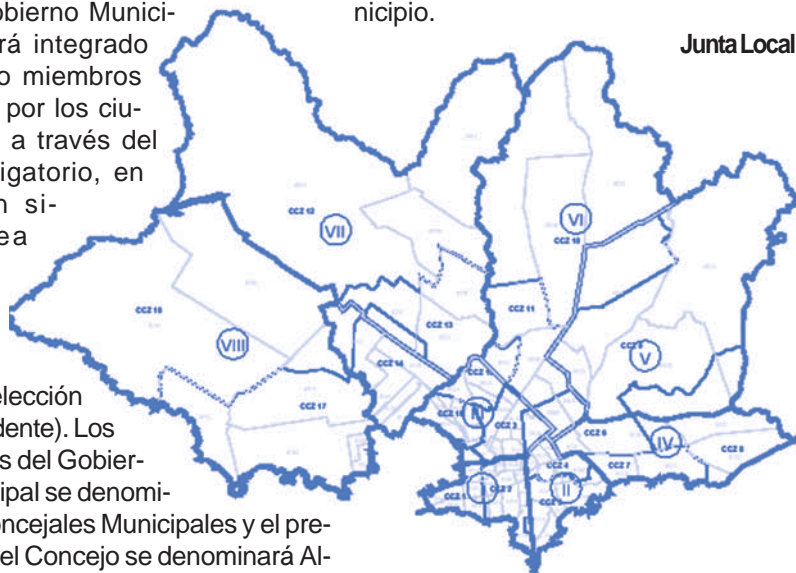 obierno Munici-
rá integrado
o miembros
por los ciu-
a través del
igatorio, en
n si-
ea
elección
dente). Los
s del Gobier-
ipal se denomi-
oncejales Municipales y el pre-
el Concejo se denominará Al-
nicipio.
Junta Local
VII
CCZ 12
VI
CCZ 10
CCZ 11
CCZ 18
VIII
CCZ 13
CCZ 14
V
CCZ 17
CCZ 3
CCZ 6
IV
CCZ 7
CCZ 8
CCZ 4
I
CCZ 2
II